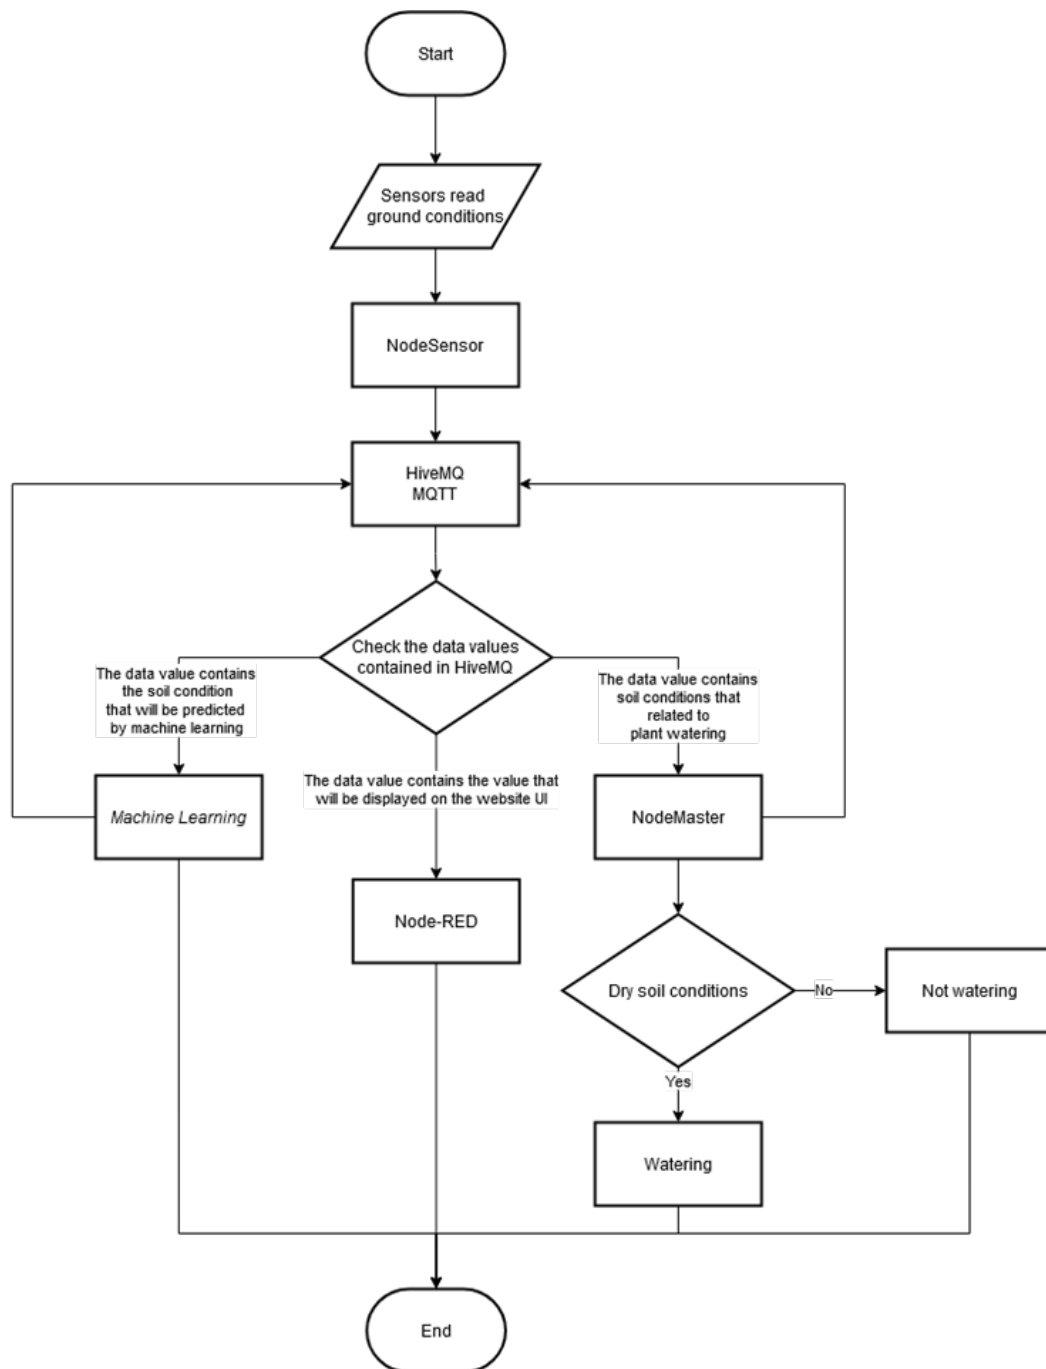 Start
Sensors read
ground conditions
NodeSensor
HiveMQ
MQTT
Check the data values
contained in HiveMQ
The data value contains
the soil condition
that will be predicted
by machine learning
The data value contains
soil conditions that
related to
plant watering
The data value contains the value that
will be displayed on the website UI
Machine Learning
NodeMaster
Node-RED
Dry soil conditions
No
Not watering
Yes
Watering
End